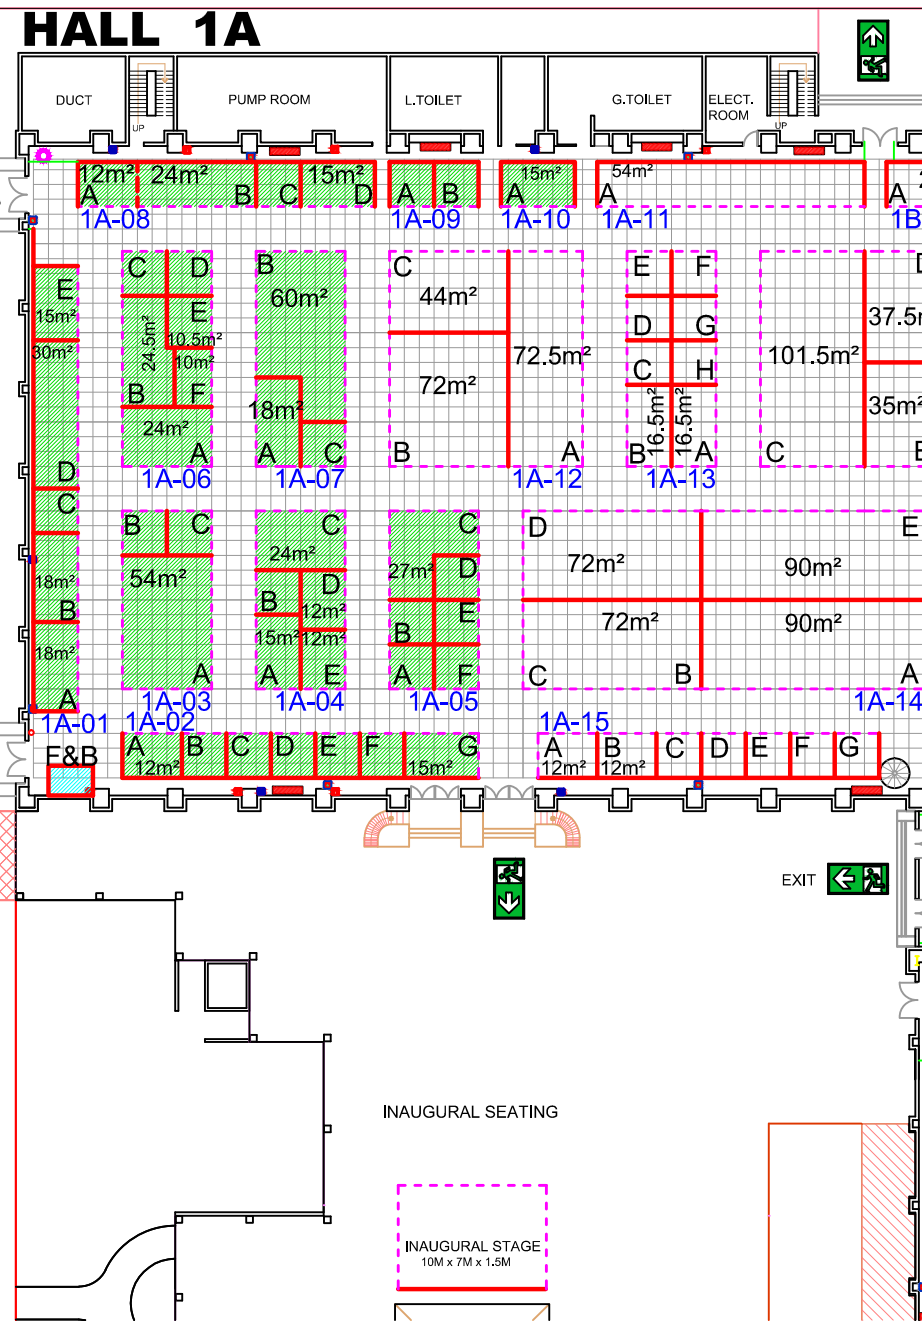 HALL 1A
DUCT
UP
PUMP ROOM
L.TOILET
G.TOILET
ELECT.
ROOM
UP
12m² 24m² 15m²
A B C D
1A-08
A B
1A-09
15m²
A
1A-10
54m²
A
1A-11
A
1B
E
15m²
30m²
D
C
18m²
B
18m²
A
1A-01
C D
E
24.5m²
10.5m²
10m²
B F
24m²
A
1A-06
B
60m²
18m²
A C
1A-07
C
44m²
72m²
72.5m²
B A
1A-12
E F
D G
C H
16.5m² 16.5m²
B A
1A-13
101.5m²
C
37.5m
35m²
B C
54m²
A
1A-03
C
24m²
B D
12m²
15m² 12m²
A E
1A-04
C
27m² D
B E
A F
1A-05
D E
72m² 90m²
72m² 90m²
C B A
1A-14
1A-02
A B C D E F G
12m² 15m²
1A-15
A B C D E F G
12m² 12m²
F&B
EXIT
INAUGURAL SEATING
INAUGURAL STAGE
10M x 7M x 1.5M